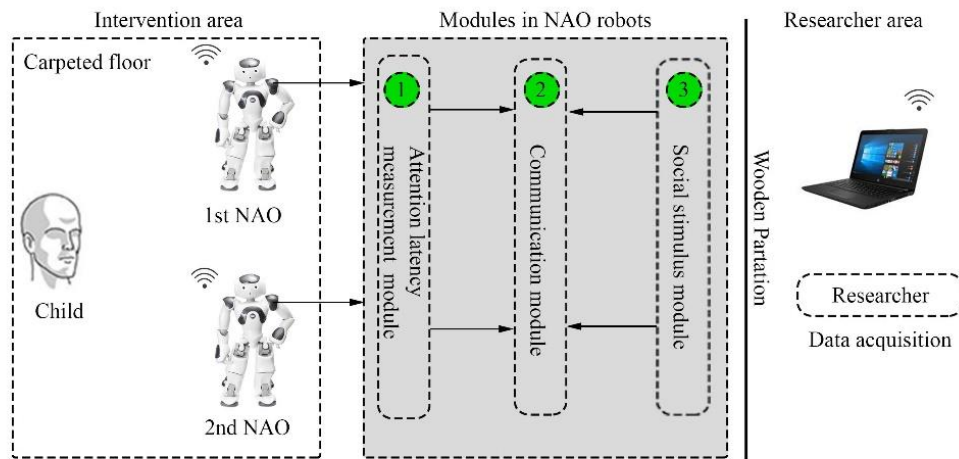 Intervention area
Modules in NAO robots
Researcher area
Carpeted floor
1st NAO
Child
2nd NAO
1
2
3
Attention latency
measurement module
Communication module
Social stimulus module
Wooden Partation
Researcher
Data acquisition